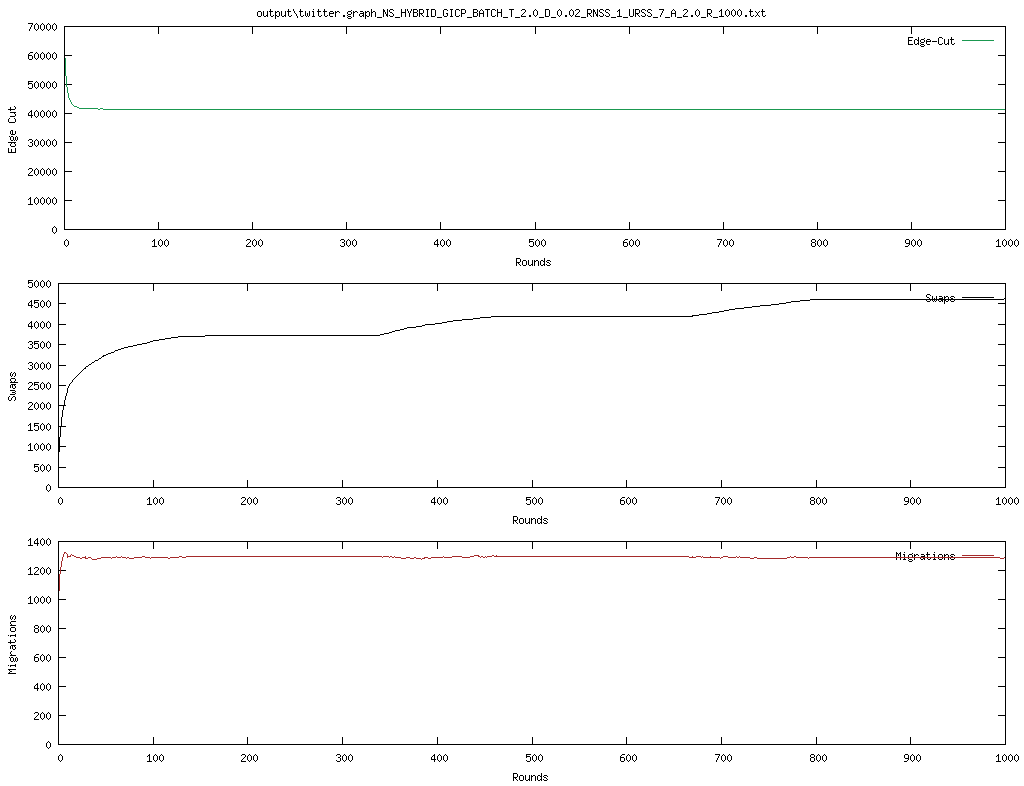 output\twitter.graph_NS_HYBRID_GICP_BATCH_T_2.0_D_0.02_RNSS_1_URSS_7_A_2.0_R_1000.txt
70000
Edge-Cut
60000
50000
40000
30000
20000
10000
0
Edge Cut
0 100 200 300 400 500 600 700 800 900 1000
Rounds
5000
Swaps
4500
4000
3500
3000
2500
2000
1500
1000
500
0
Swaps
0 100 200 300 400 500 600 700 800 900 1000
Rounds
1400
Migrations
1200
1000
800
600
400
200
0
Migrations
0 100 200 300 400 500 600 700 800 900 1000
Rounds